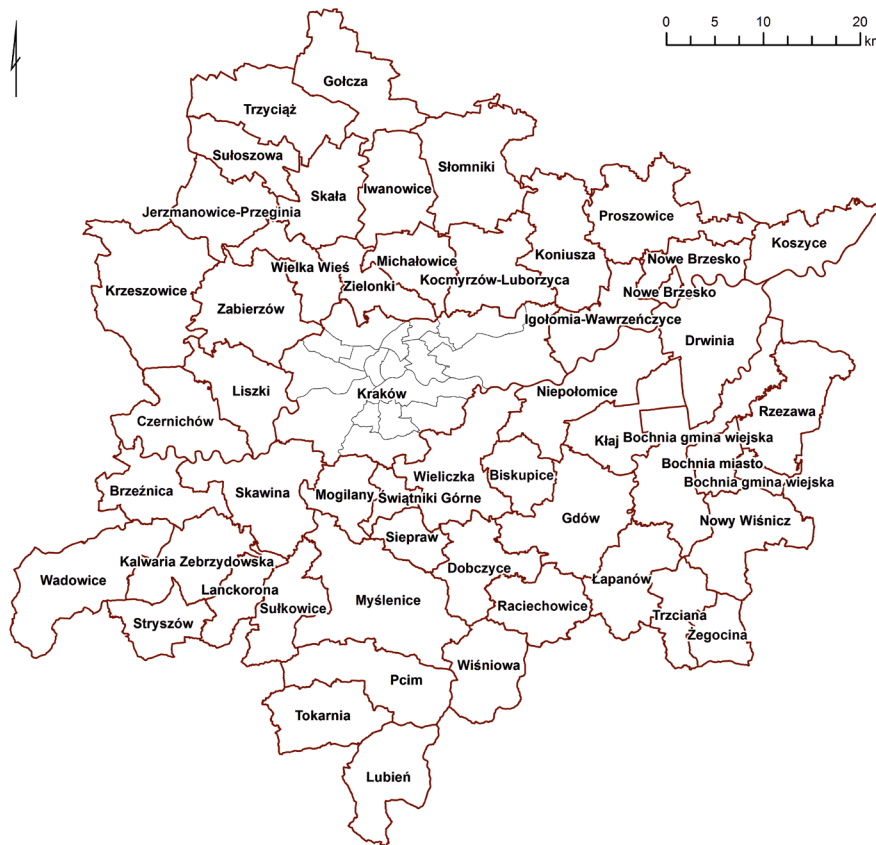 0 5 10 20
km
Gołcza
Trzyciąż
Sułoszowa
Słomniki
Skała
Iwanowice
Jerzmanowice-Przeginia
Proszowice
Koszyce
Koniusza
Michałowice
Nowe Brzesko
Wielka Wieś
Kocmyrzów-Luborzyca
Zielonki
Krzeszowice
Nowe Brzesko
Zabierzów
Igołomia-Wawrzeńczyce
Drwinia
Liszki
Kraków
Niepołomice
Rzezawa
Czernichów
Kłaj
Bochnia gmina wiejska
Bochnia miasto
Wieliczka
Biskupice
Bochnia gmina wiejska
Brzeźnica
Skawina
Mogilany
Świątniki Górne
Gdów
Nowy Wiśnicz
Siepraw
Kalwaria Zebrzydowska
Dobczyce
Wadowice
Łapanów
Lanckorona
Myślenice
Sułkowice
Raciechowice
Trzciana
Stryszów
Żegocina
Wiśniowa
Pcim
Tokarnia
Lubień